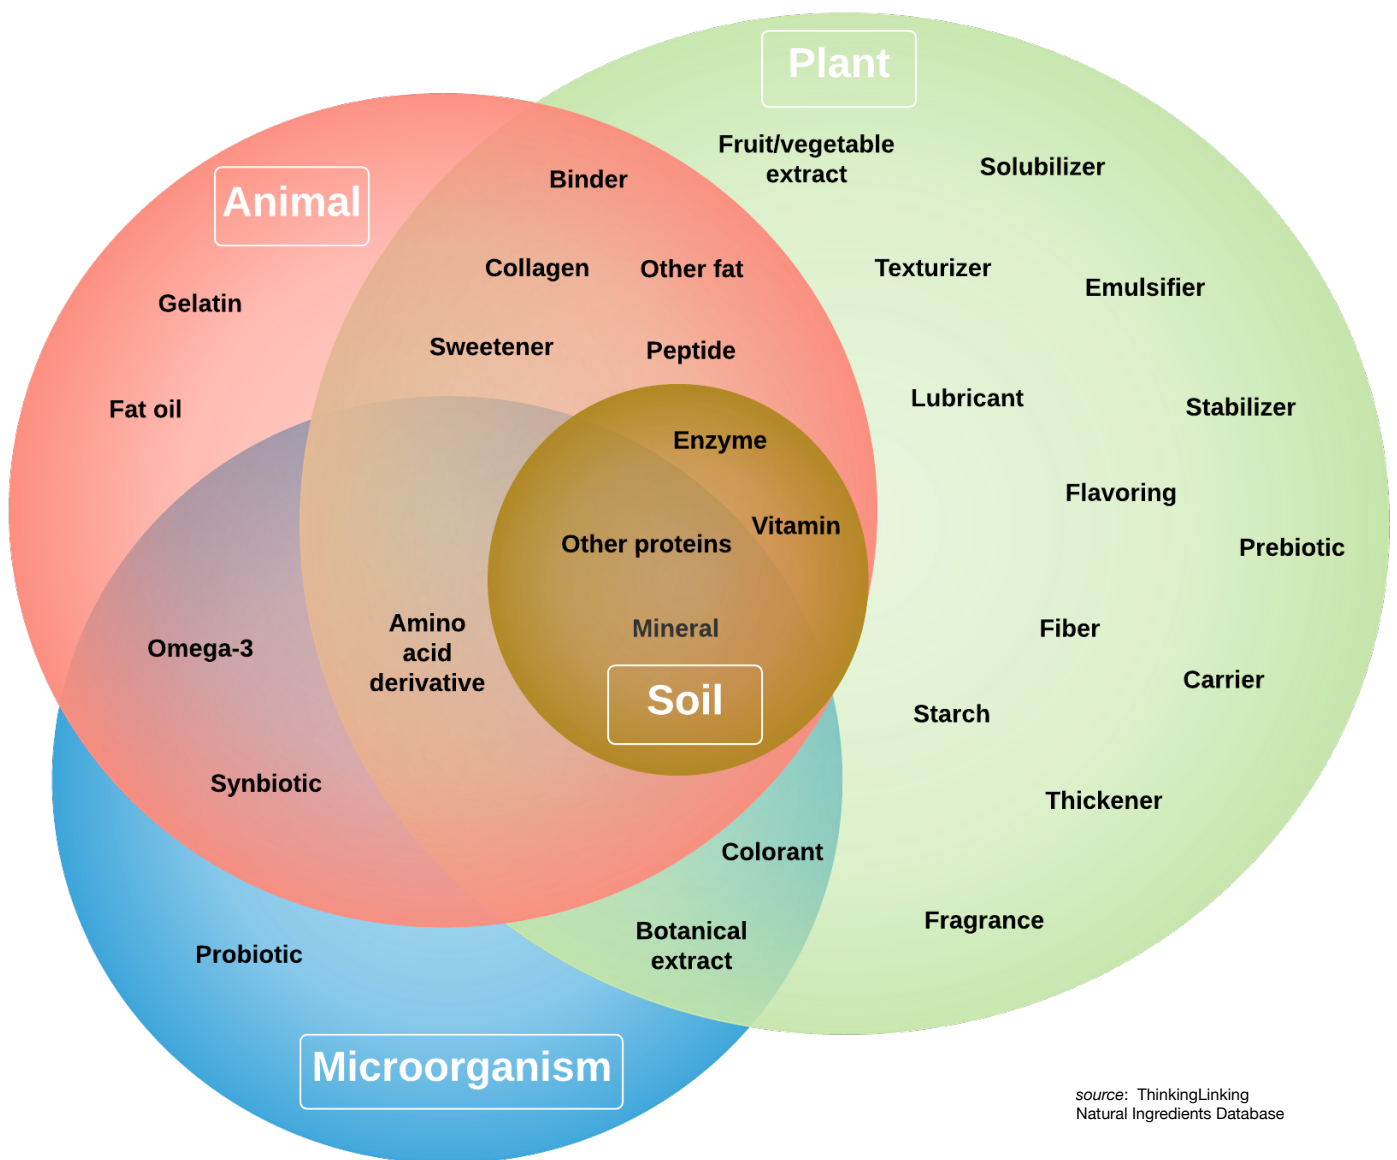 Plant
Fruit/vegetable
extract
Solubilizer
Binder
Animal
Collagen
Other fat
Texturizer
Emulsifier
Gelatin
Sweetener
Peptide
Fat oil
Lubricant
Stabilizer
Enzyme
Flavoring
Vitamin
Other proteins
Prebiotic
Amino
acid
derivative
Mineral
Fiber
Omega-3
Carrier
Soil
Starch
Synbiotic
Thickener
Colorant
Fragrance
Botanical
extract
Probiotic
Microorganism
source: ThinkingLinking
Natural Ingredients Database